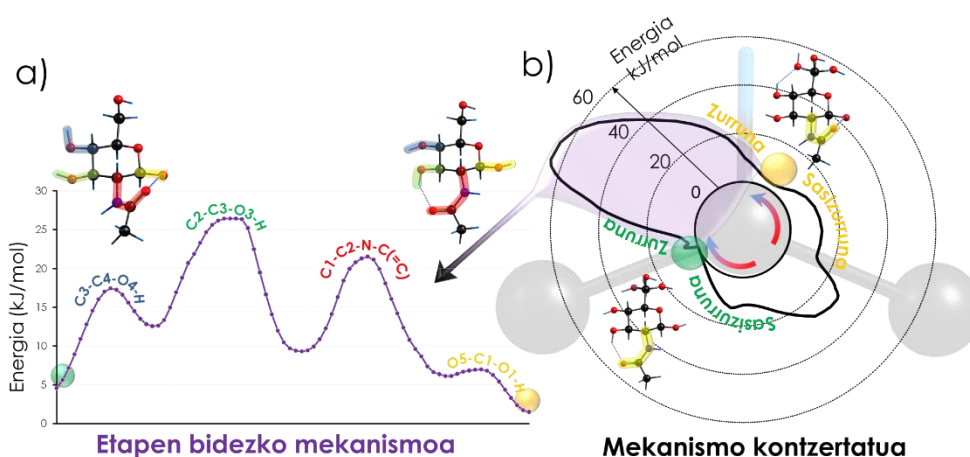 a)
Energia (kJ/mol)
30
25
20
15
10
5
0
C3-C4-O4-H
C2-C3-O3-H
C1-C2-N-C(=C)
O5-C1-O1-H
Etapen bidezko mekanismoa
b)
Energia
kJ/mol
60
40
20
0
Zurruna
Sasizurruna
Zurruna
Sasizurruna
Mekanismo kontzertatua